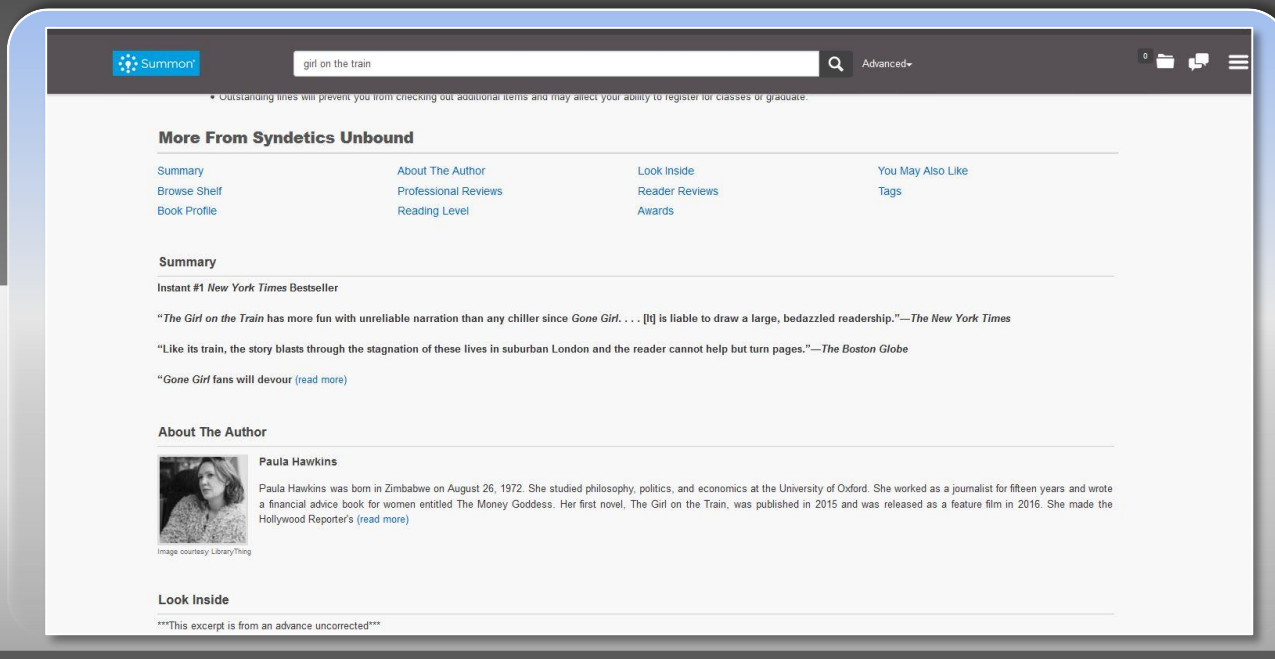 Summon
girl on the train
Advanced
0
• Outstanding fines will prevent you from checking out additional items and may affect your ability to register for classes or graduate.
More From Syndetics Unbound
Summary About The Author Look Inside You May Also Like
Browse Shelf Professional Reviews Reader Reviews Tags
Book Profile Reading Level Awards
Summary
Instant #1 New York Times Bestseller
“The Girl on the Train has more fun with unreliable narration than any chiller since Gone Girl. . . . [It] is liable to draw a large, bedazzled readership.”—The New York Times
“Like its train, the story blasts through the stagnation of these lives in suburban London and the reader cannot help but turn pages.”—The Boston Globe
“Gone Girl fans will devour (read more)
About The Author
Paula Hawkins
Paula Hawkins was born in Zimbabwe on August 26, 1972. She studied philosophy, politics, and economics at the University of Oxford. She worked as a journalist for fifteen years and wrote
a financial advice book for women entitled The Money Goddess. Her first novel, The Girl on the Train, was published in 2015 and was released as a feature film in 2016. She made the
Hollywood Reporter's (read more)
Image courtesy LibraryThing
Look Inside
***This excerpt is from an advance uncorrected***